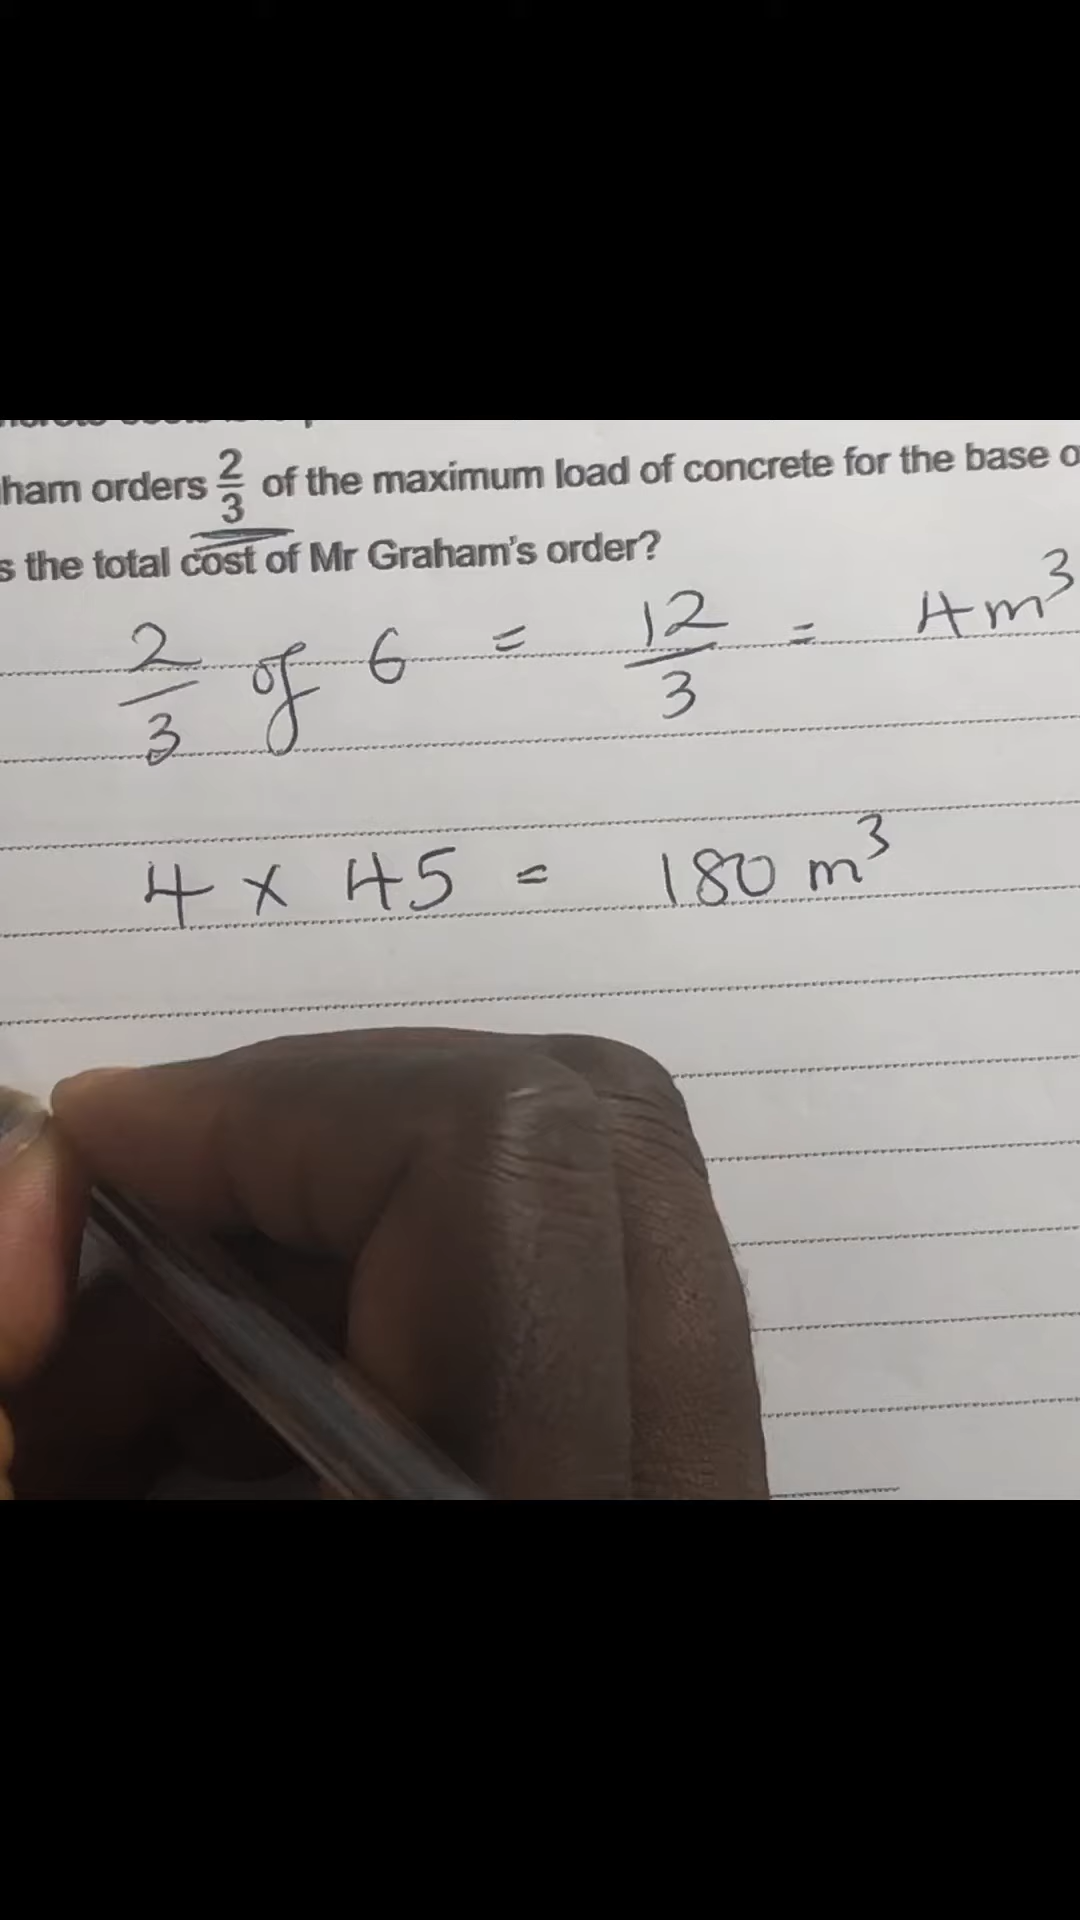 ham orders 2/3 of the maximum load of concrete for the base o
s the total cost of Mr Graham's order?
2/3 of 6 = 12/3 = 4m³
4 x 45 = 180 m³